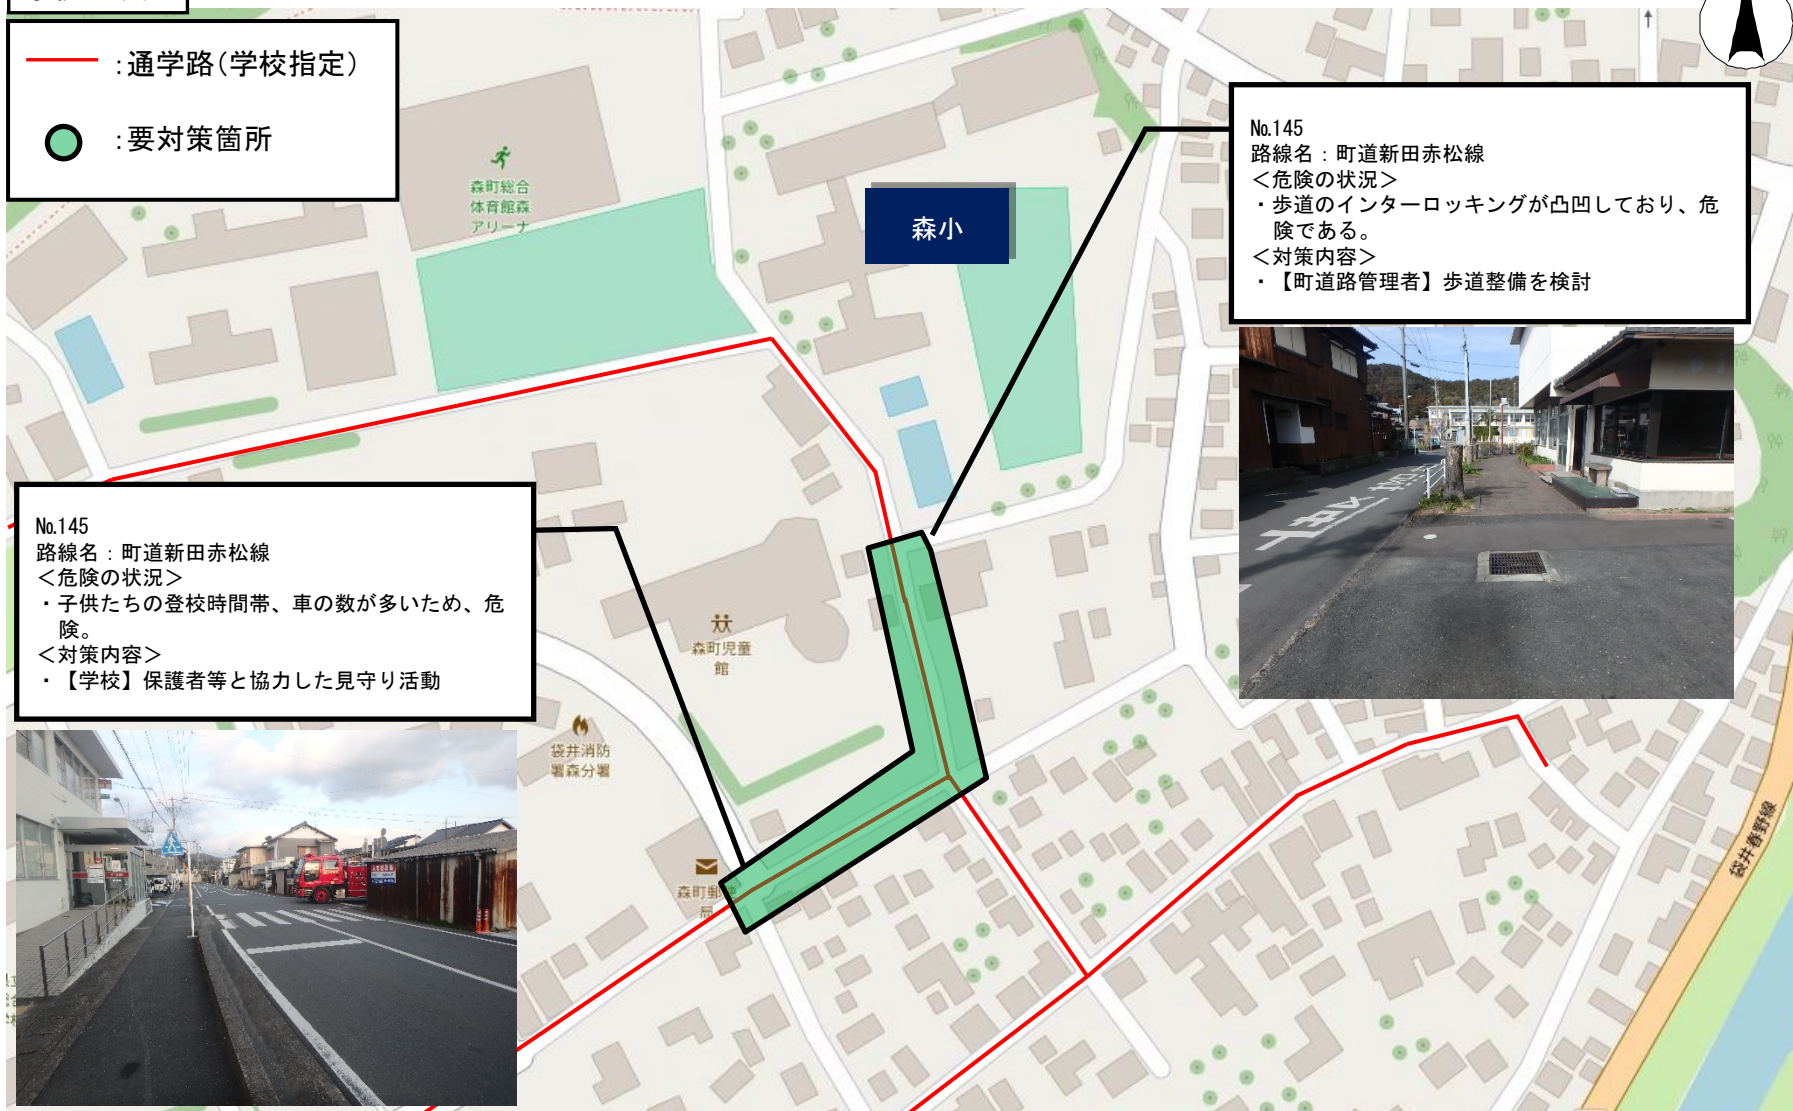 ：通学路（学校指定）
：要対策箇所
森町総合
体育館森
アリーナ
森小
No.145
路線名：町道新田赤松線
＜危険の状況＞
・歩道のインターロッキングが凸凹しており、危
険である。
＜対策内容＞
・【町道路管理者】歩道整備を検討
No.145
路線名：町道新田赤松線
＜危険の状況＞
・子供たちの登校時間帯、車の数が多いため、危
険。
＜対策内容＞
・【学校】保護者等と協力した見守り活動
森町児童
館
袋井消防
署森分署
森町郵
局
袋井春野線